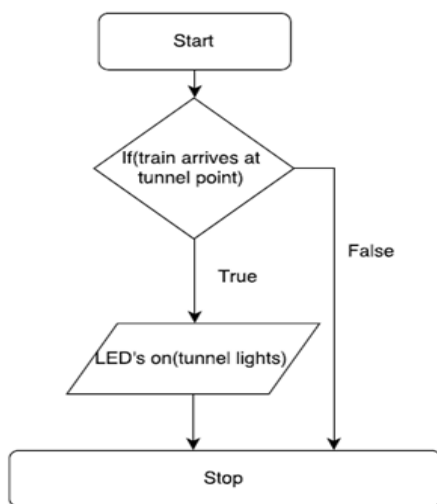 Start
If(train arrives at
tunnel point)
False
True
LED's on(tunnel lights)
Stop